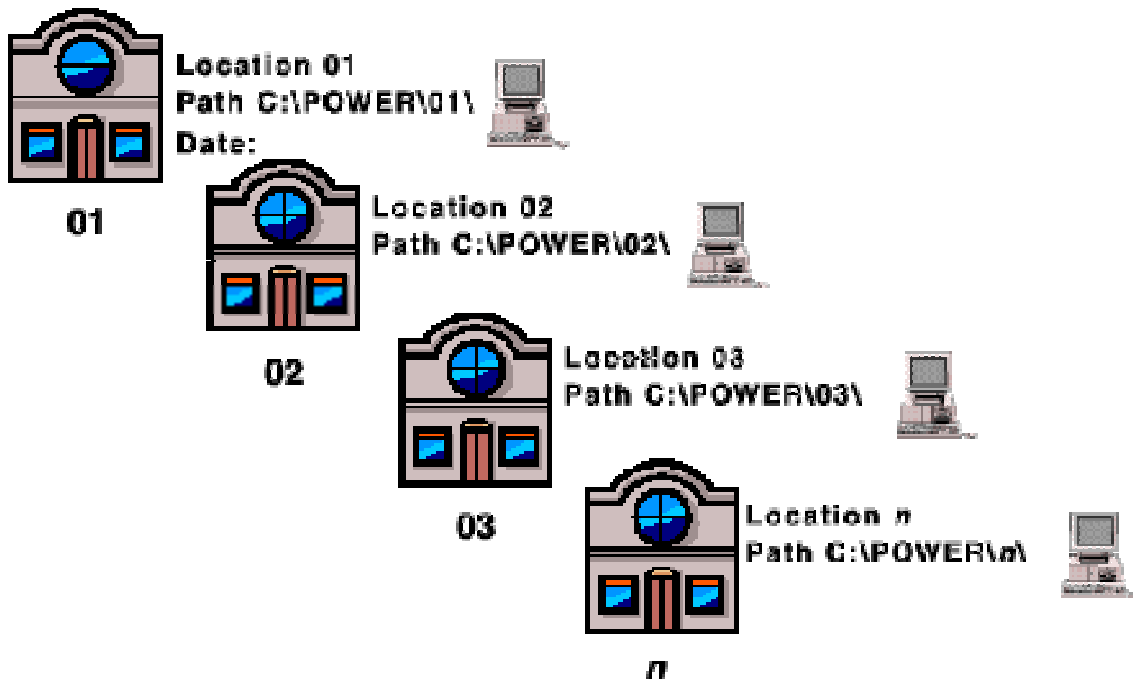 Location 01
Path C:\POWER\01\
Date:
01
Location 02
Path C:\POWER\02\
02
Location 03
Path C:\POWER\03\
03
Location n
Path C:\POWER\n\
n